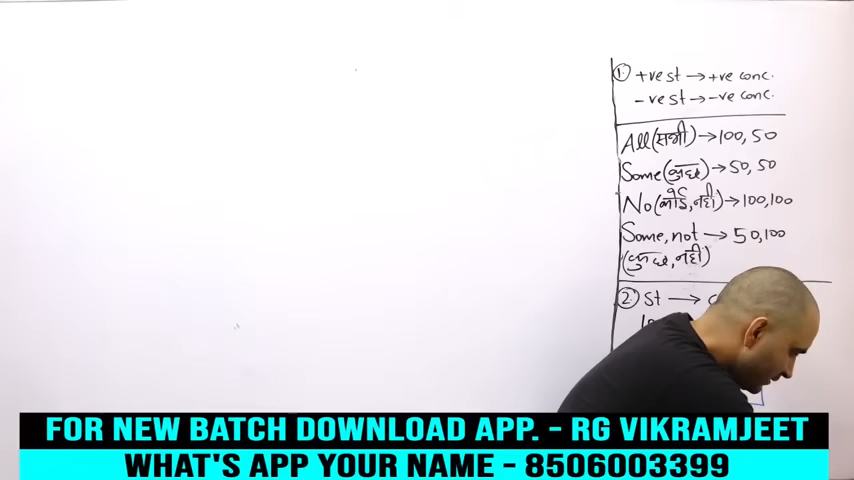 ① +ve st → +ve conc.
-ve st → -ve conc.
All (सभी) → 100, 50
Some (कुछ) → 50, 50
No (कोई, नहीं) → 100, 100
Some, not → 50, 100
(कुछ, नहीं)
② St →
FOR NEW BATCH DOWNLOAD APP. - RG VIKRAMJEET
WHAT'S APP YOUR NAME - 8506003399